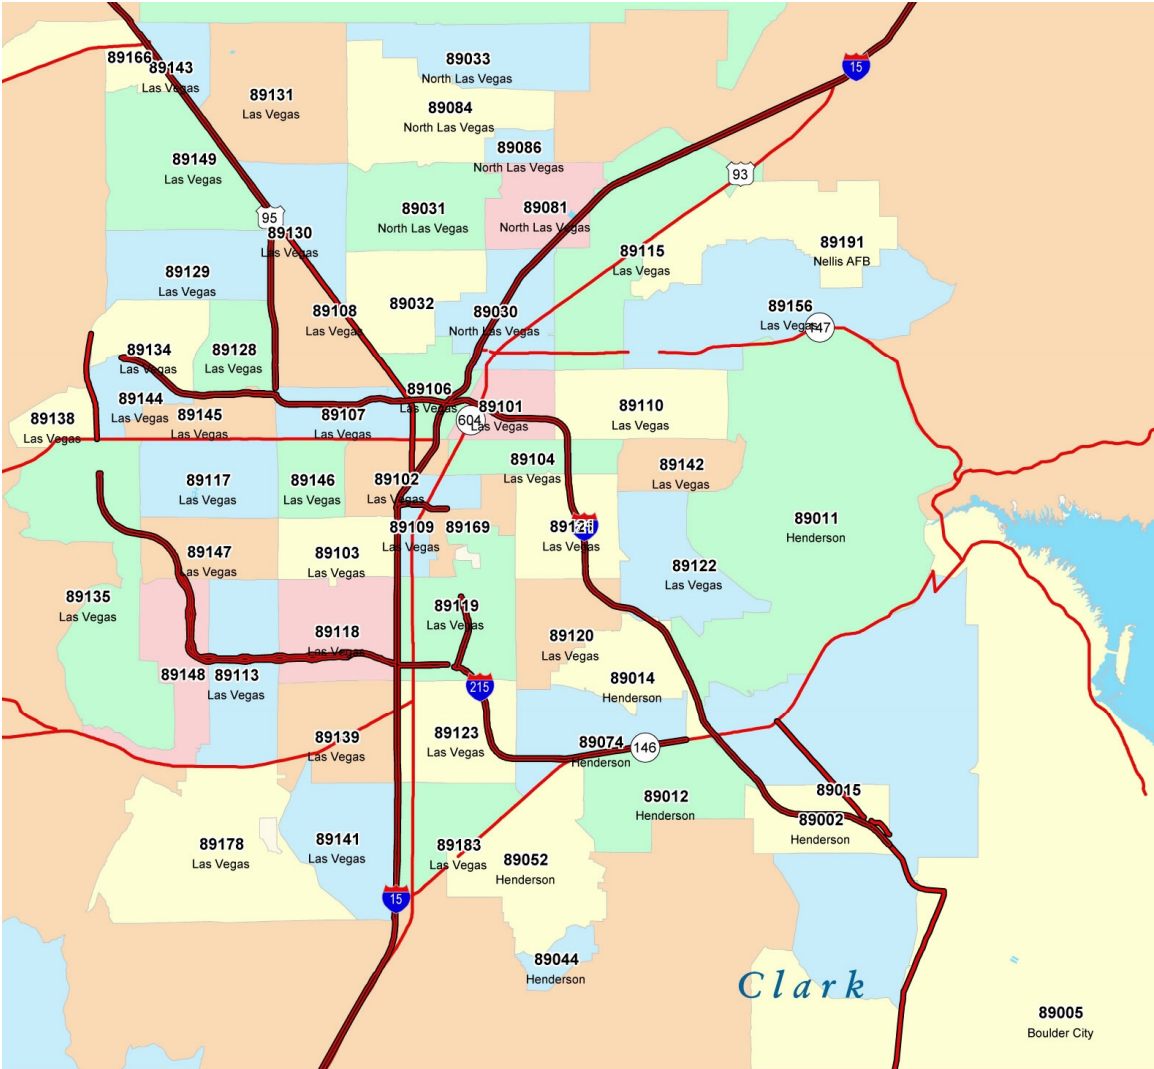 89166
89143
Las Vegas
89033
North Las Vegas
15
89131
Las Vegas
89084
North Las Vegas
89086
North Las Vegas
89149
Las Vegas
93
89031
North Las Vegas
89081
North Las Vegas
95
89130
Las Vegas
89115
Las Vegas
89191
Nellis AFB
89129
Las Vegas
89108
Las Vegas
89032
89030
North Las Vegas
89156
Las Vegas
147
89134
Las Vegas
89128
Las Vegas
89144
Las Vegas
89145
Las Vegas
89107
Las Vegas
89106
Las Vegas
89101
Las Vegas
604
89110
Las Vegas
89138
Las Vegas
89104
Las Vegas
89142
Las Vegas
89117
Las Vegas
89146
Las Vegas
89102
Las Vegas
89109
Las Vegas
89169
Las Vegas
89011
Henderson
89147
Las Vegas
89103
Las Vegas
89122
Las Vegas
89135
Las Vegas
89119
Las Vegas
89118
Las Vegas
89120
Las Vegas
89148
89113
Las Vegas
215
89014
Henderson
89139
Las Vegas
89123
Las Vegas
89074
Henderson
146
89012
Henderson
89015
89002
Henderson
89178
Las Vegas
89141
Las Vegas
89183
Las Vegas
89052
Henderson
15
89044
Henderson
Clark
89005
Boulder City